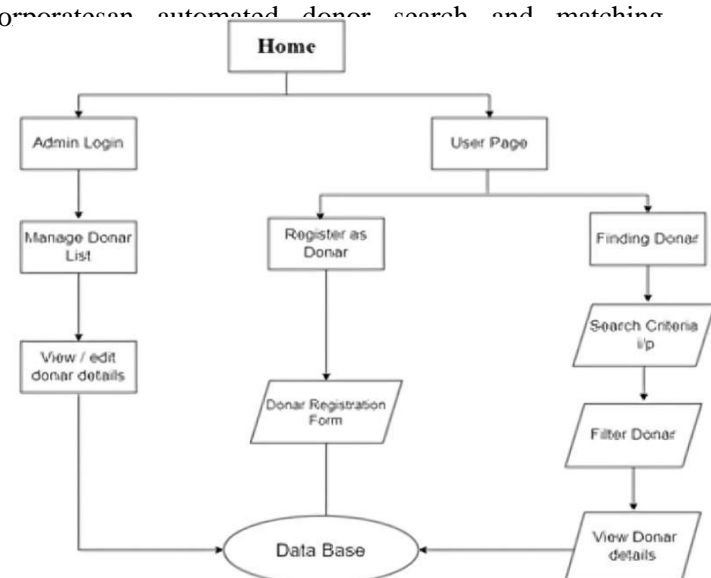 orporatesan automated donor search and matching
Home
Admin Login
User Page
Manage Donar
List
Register as
Donar
Finding Donar
Search Criteria
i/p
View / edit
donar details
Donar Registration
Form
Filter Donar
Data Base
View Donar
details